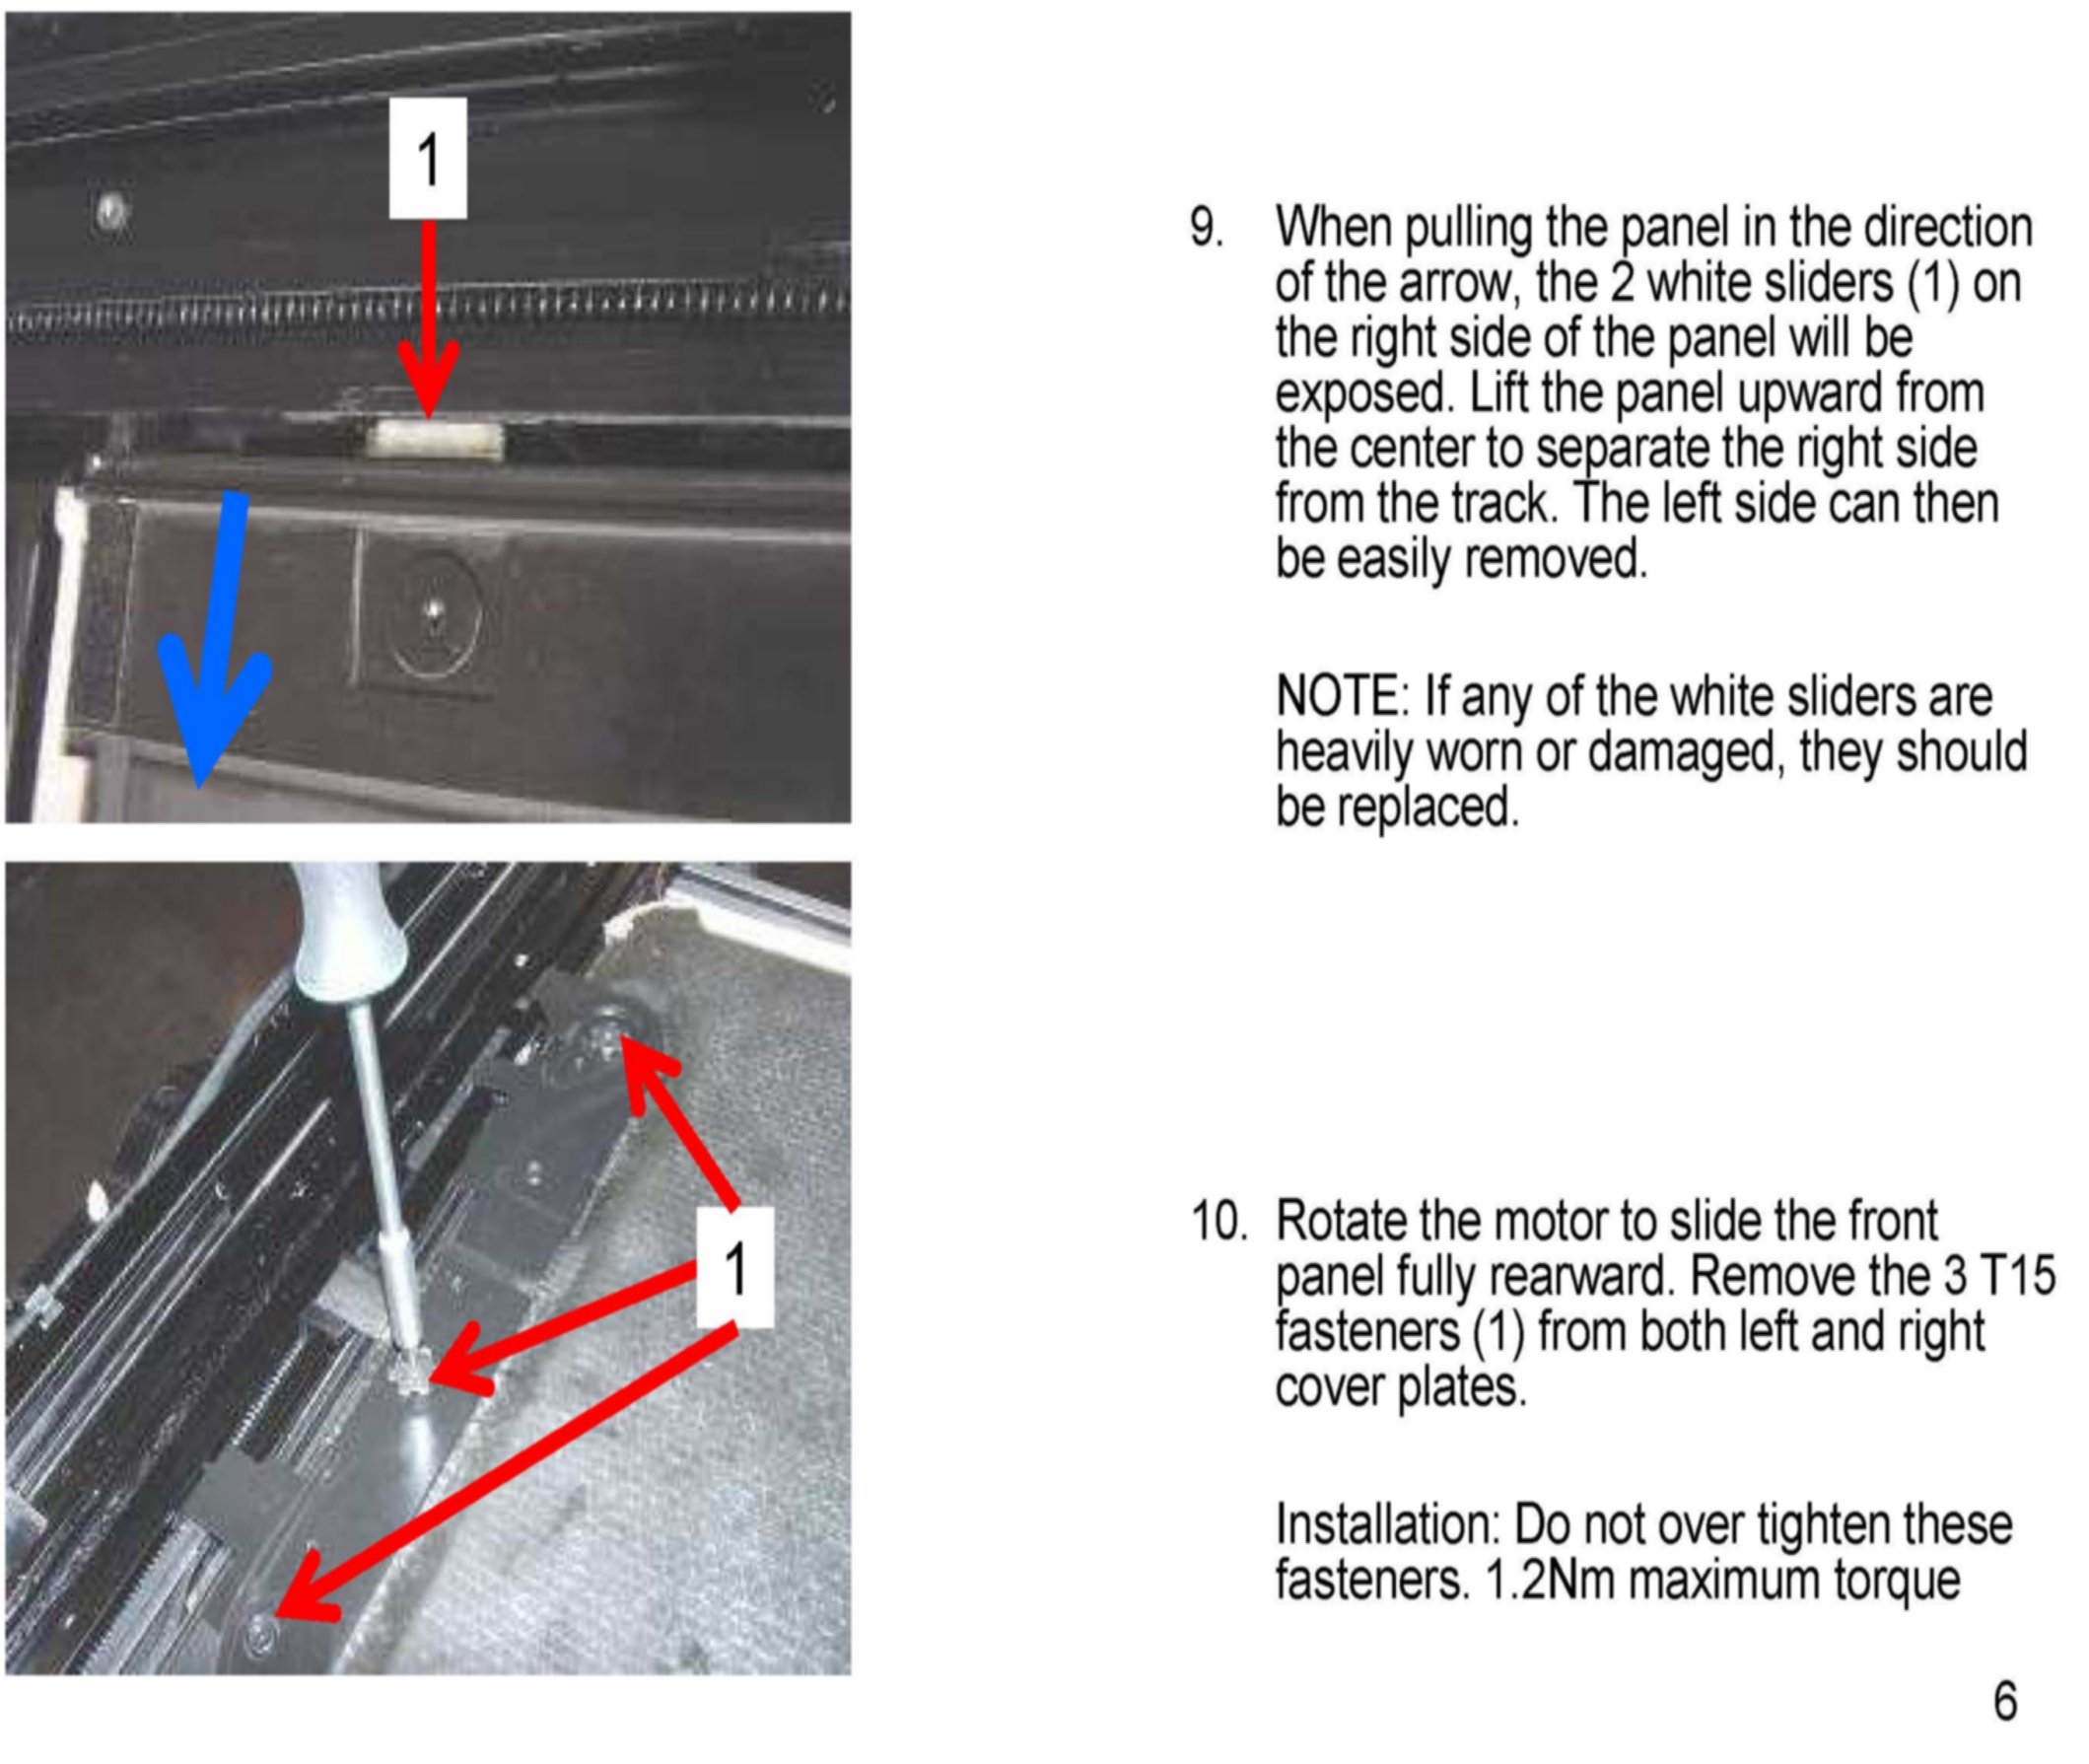 1
9. When pulling the panel in the direction
of the arrow, the 2 white sliders (1) on
the right side of the panel will be
exposed. Lift the panel upward from
the center to separate the right side
from the track. The left side can then
be easily removed.
NOTE: If any of the white sliders are
heavily worn or damaged, they should
be replaced.
1
10. Rotate the motor to slide the front
panel fully rearward. Remove the 3 T15
fasteners (1) from both left and right
cover plates.
Installation: Do not over tighten these
fasteners. 1.2Nm maximum torque
6